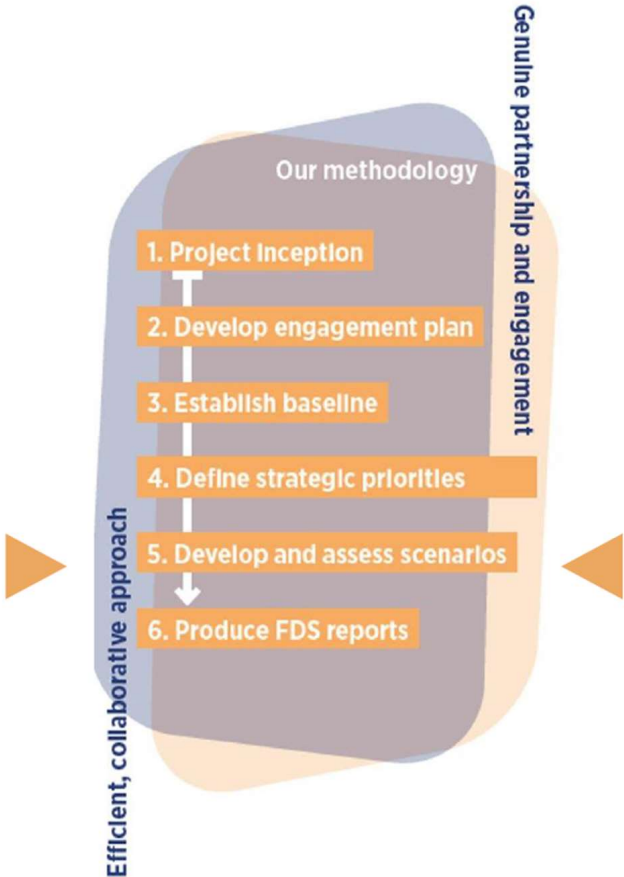 Genuine partnership and engagement
Our methodology
1. Project Inception
2. Develop engagement plan
3. Establish baseline
4. Define strategic priorities
5. Develop and assess scenarios
6. Produce FDS reports
Efficient, collaborative approach